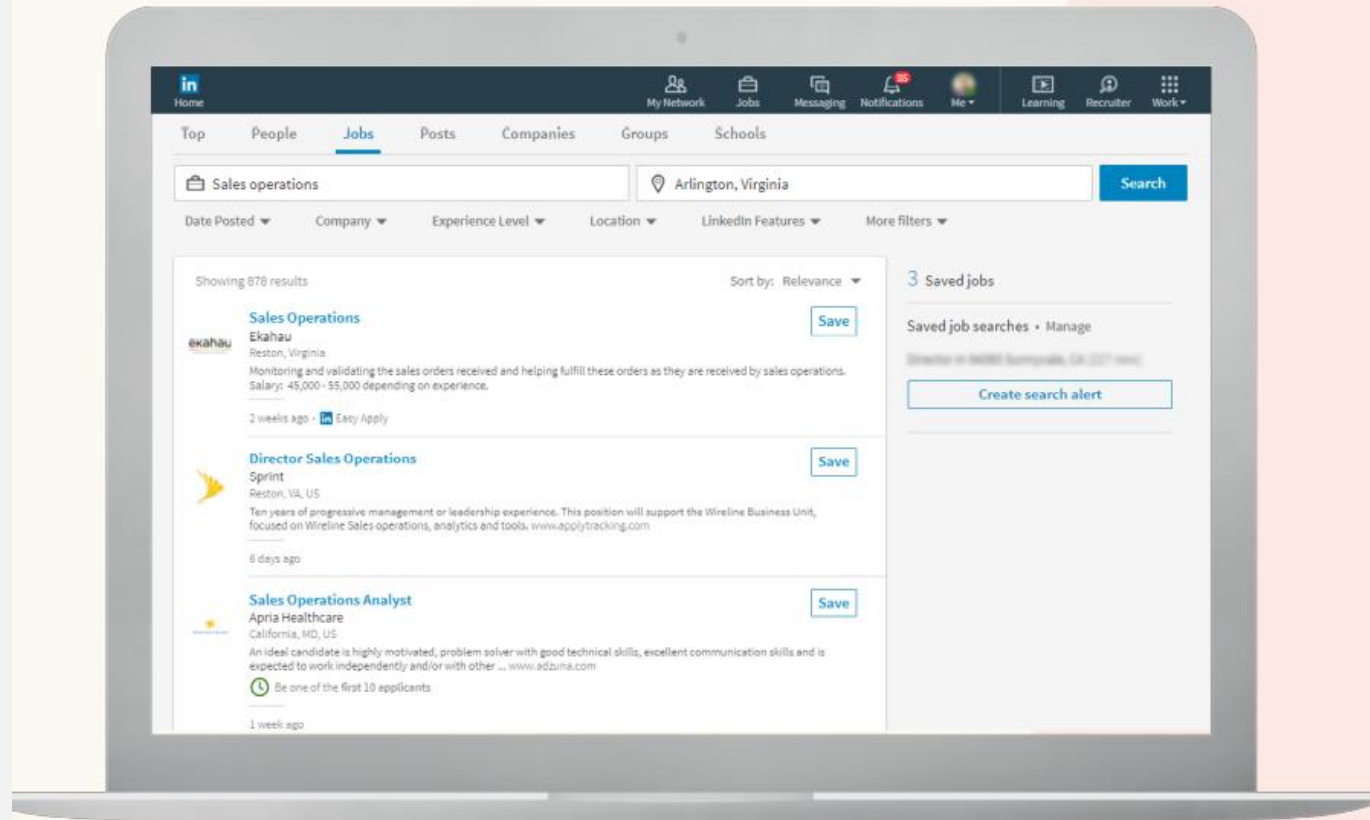 in
Home
My Network
Jobs
Messaging
35
Notifications
Me
Learning
Recruiter
Work
Top People Jobs Posts Companies Groups Schools
Sales operations
Arlington, Virginia
Search
Date Posted Company Experience Level Location LinkedIn Features More filters
Showing 878 results
Sort by: Relevance
3 Saved jobs
Saved job searches • Manage
Create search alert
Sales Operations
Save
ekahau
Ekahau
Reston, Virginia
Monitoring and validating the sales orders received and helping fulfill these orders as they are received by sales operations.
Salary: 45,000 - 55,000 depending on experience.
2 weeks ago · in Easy Apply
Director Sales Operations
Save
Sprint
Reston, VA, US
Ten years of progressive management or leadership experience. This position will support the Wireline Business Unit,
focused on Wireline Sales operations, analytics and tools. www.applytracking.com
6 days ago
Sales Operations Analyst
Save
Apria Healthcare
California, MD, US
An ideal candidate is highly motivated, problem solver with good technical skills, excellent communication skills and is
expected to work independently and/or with other ... www.adzuna.com
Be one of the first 10 applicants
1 week ago